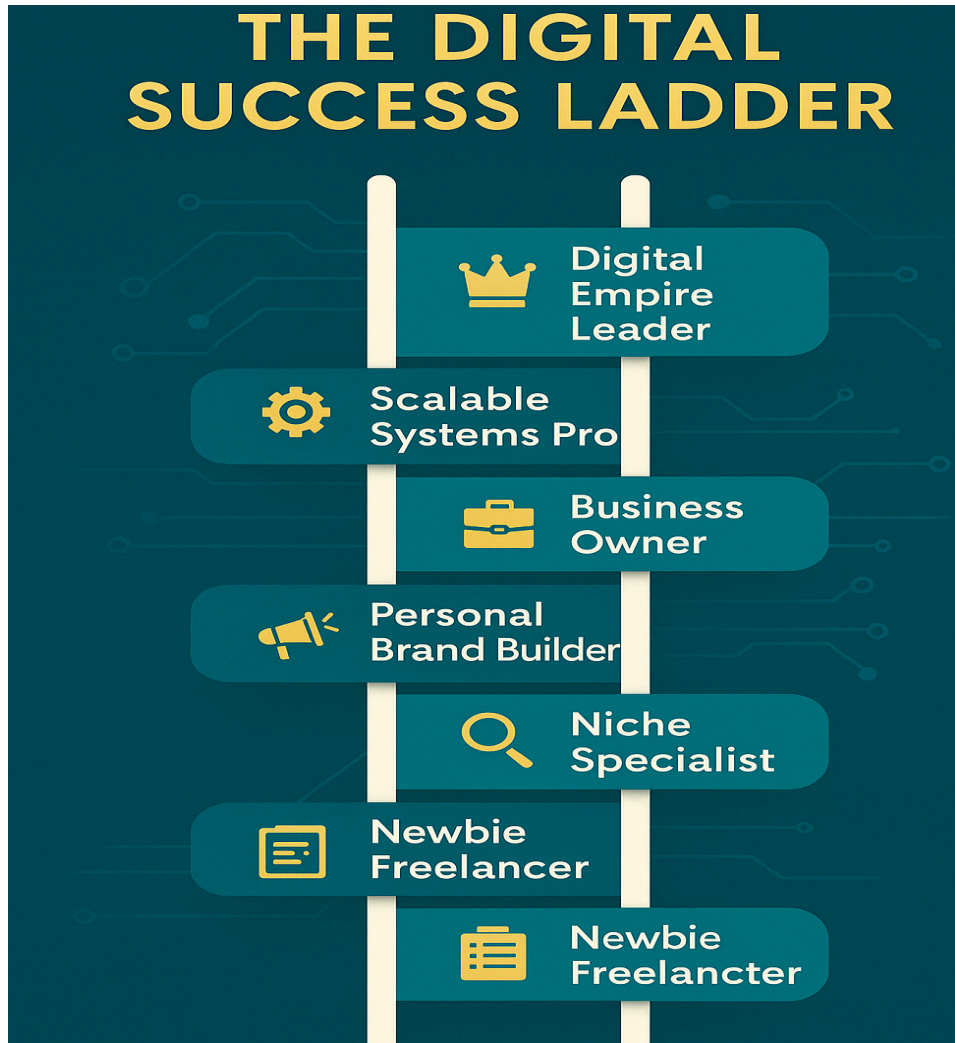 THE DIGITAL
SUCCESS LADDER
Digital
Empire
Leader
Scalable
Systems Pro
Business
Owner
Personal
Brand Builder
Niche
Specialist
Newbie
Freelancer
Newbie
Freelancter